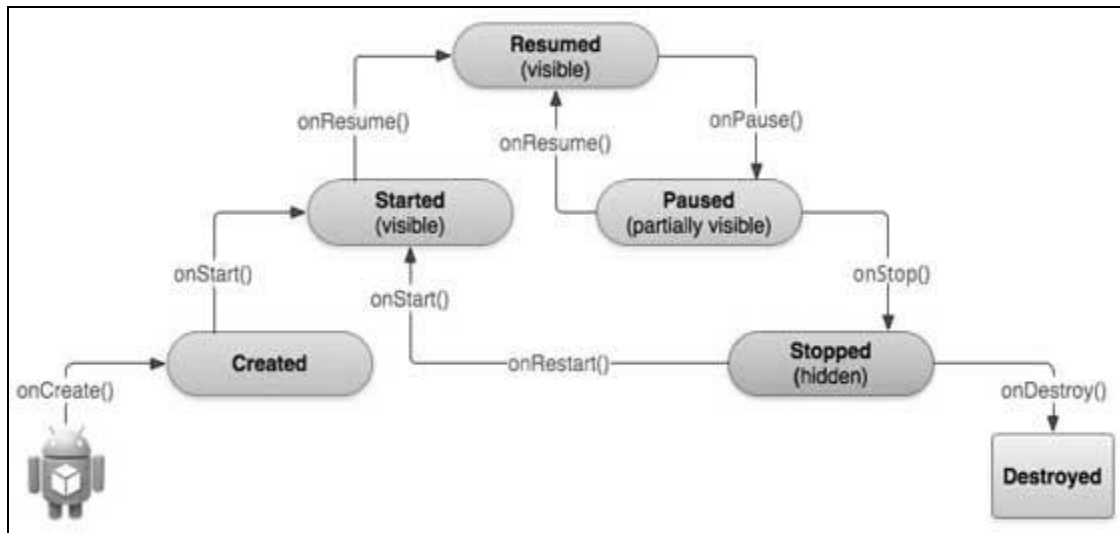 Resumed
(visible)
onResume()
onResume()
onPause()
Started
(visible)
Paused
(partially visible)
onStart()
onStart()
onStop()
Created
onRestart()
Stopped
(hidden)
onCreate()
onDestroy()
Destroyed